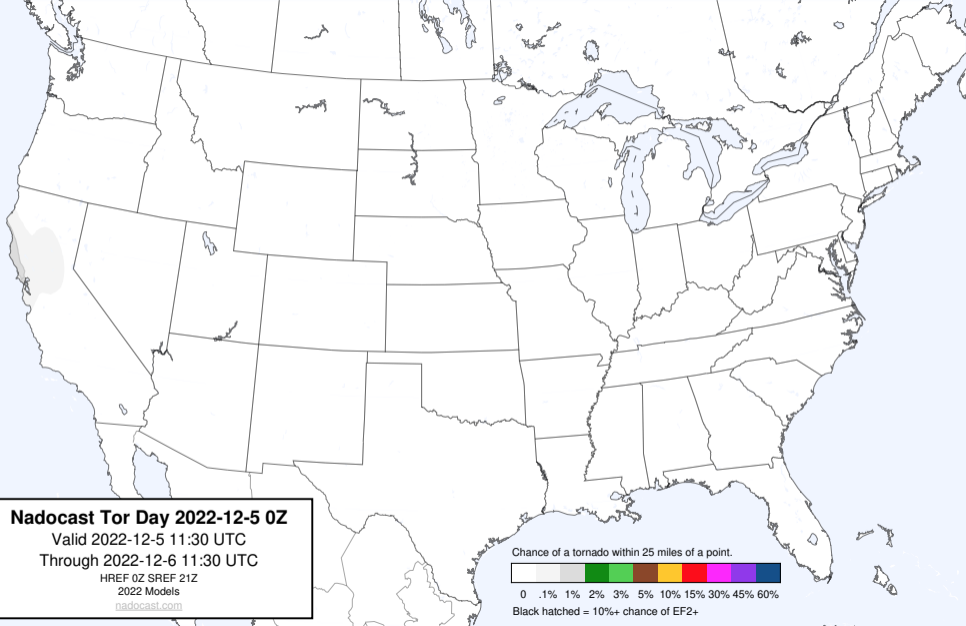 Nadocast Tor Day 2022-12-5 0Z
Valid 2022-12-5 11:30 UTC
Through 2022-12-6 11:30 UTC
HREF 0Z SREF 21Z
2022 Models
nadocast.com
Chance of a tornado within 25 miles of a point.
0 .1% 1% 2% 3% 5% 10% 15% 30% 45% 60%
Black hatched = 10%+ chance of EF2+